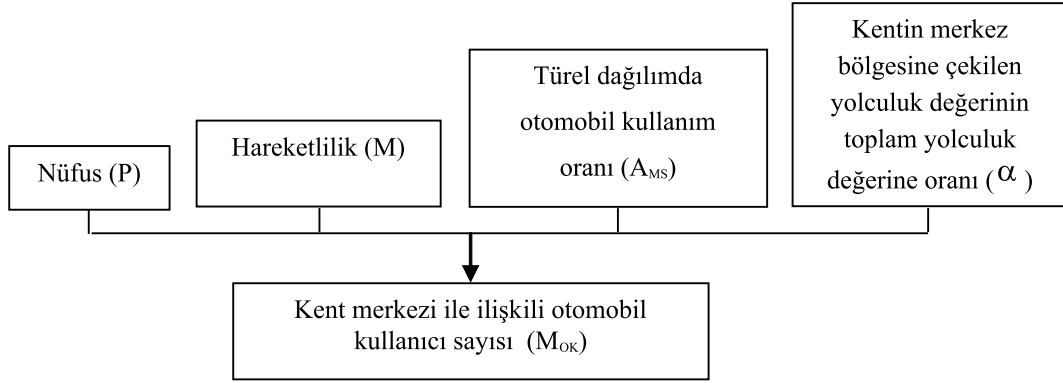 Nüfus (P)
Hareketlilik (M)
Türel dağılımda
otomobil kullanım
oranı (AMS)
Kentin merkez
bölgesine çekilen
yolculuk değerinin
toplam yolculuk
değerine oranı (α )
Kent merkezi ile ilişkili otomobil
kullanıcı sayısı (MOK)